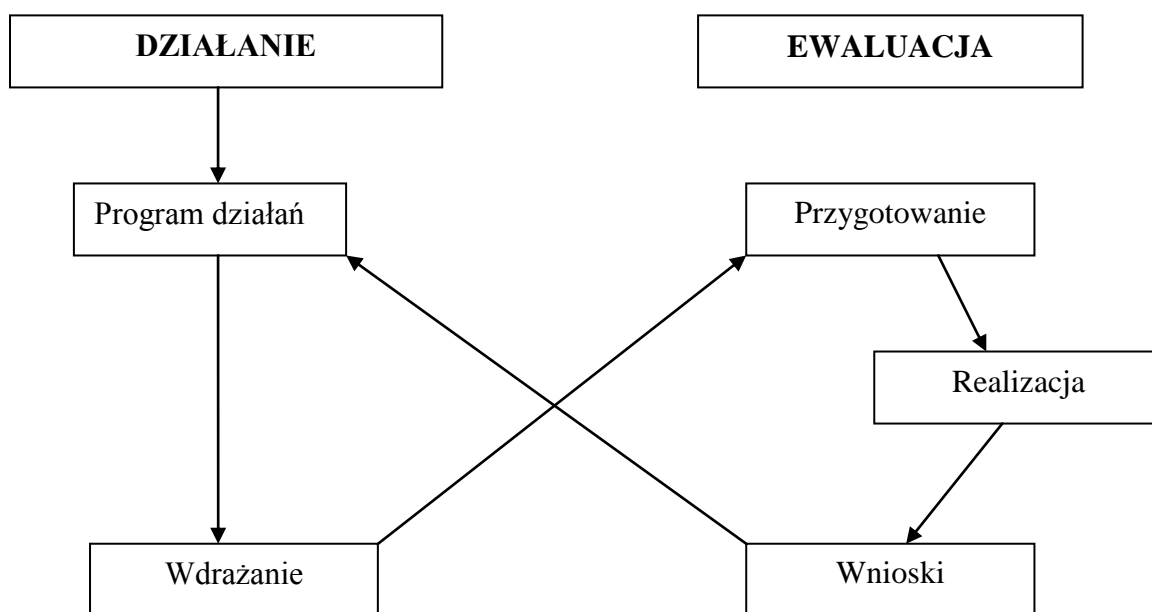 DZIAŁANIE
EWALUACJA
Program działań
Przygotowanie
Realizacja
Wdrażanie
Wnioski